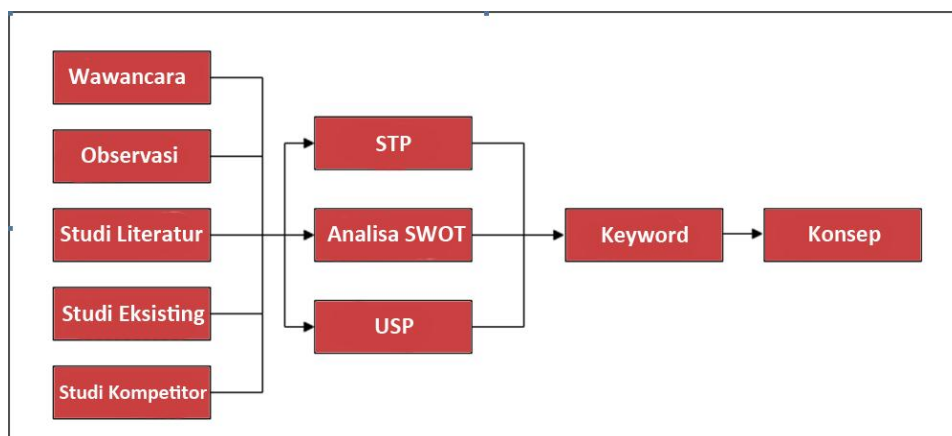 Wawancara
Observasi
Studi Literatur
Studi Eksisting
Studi Kompetitor
STP
Analisa SWOT
USP
Keyword
Konsep